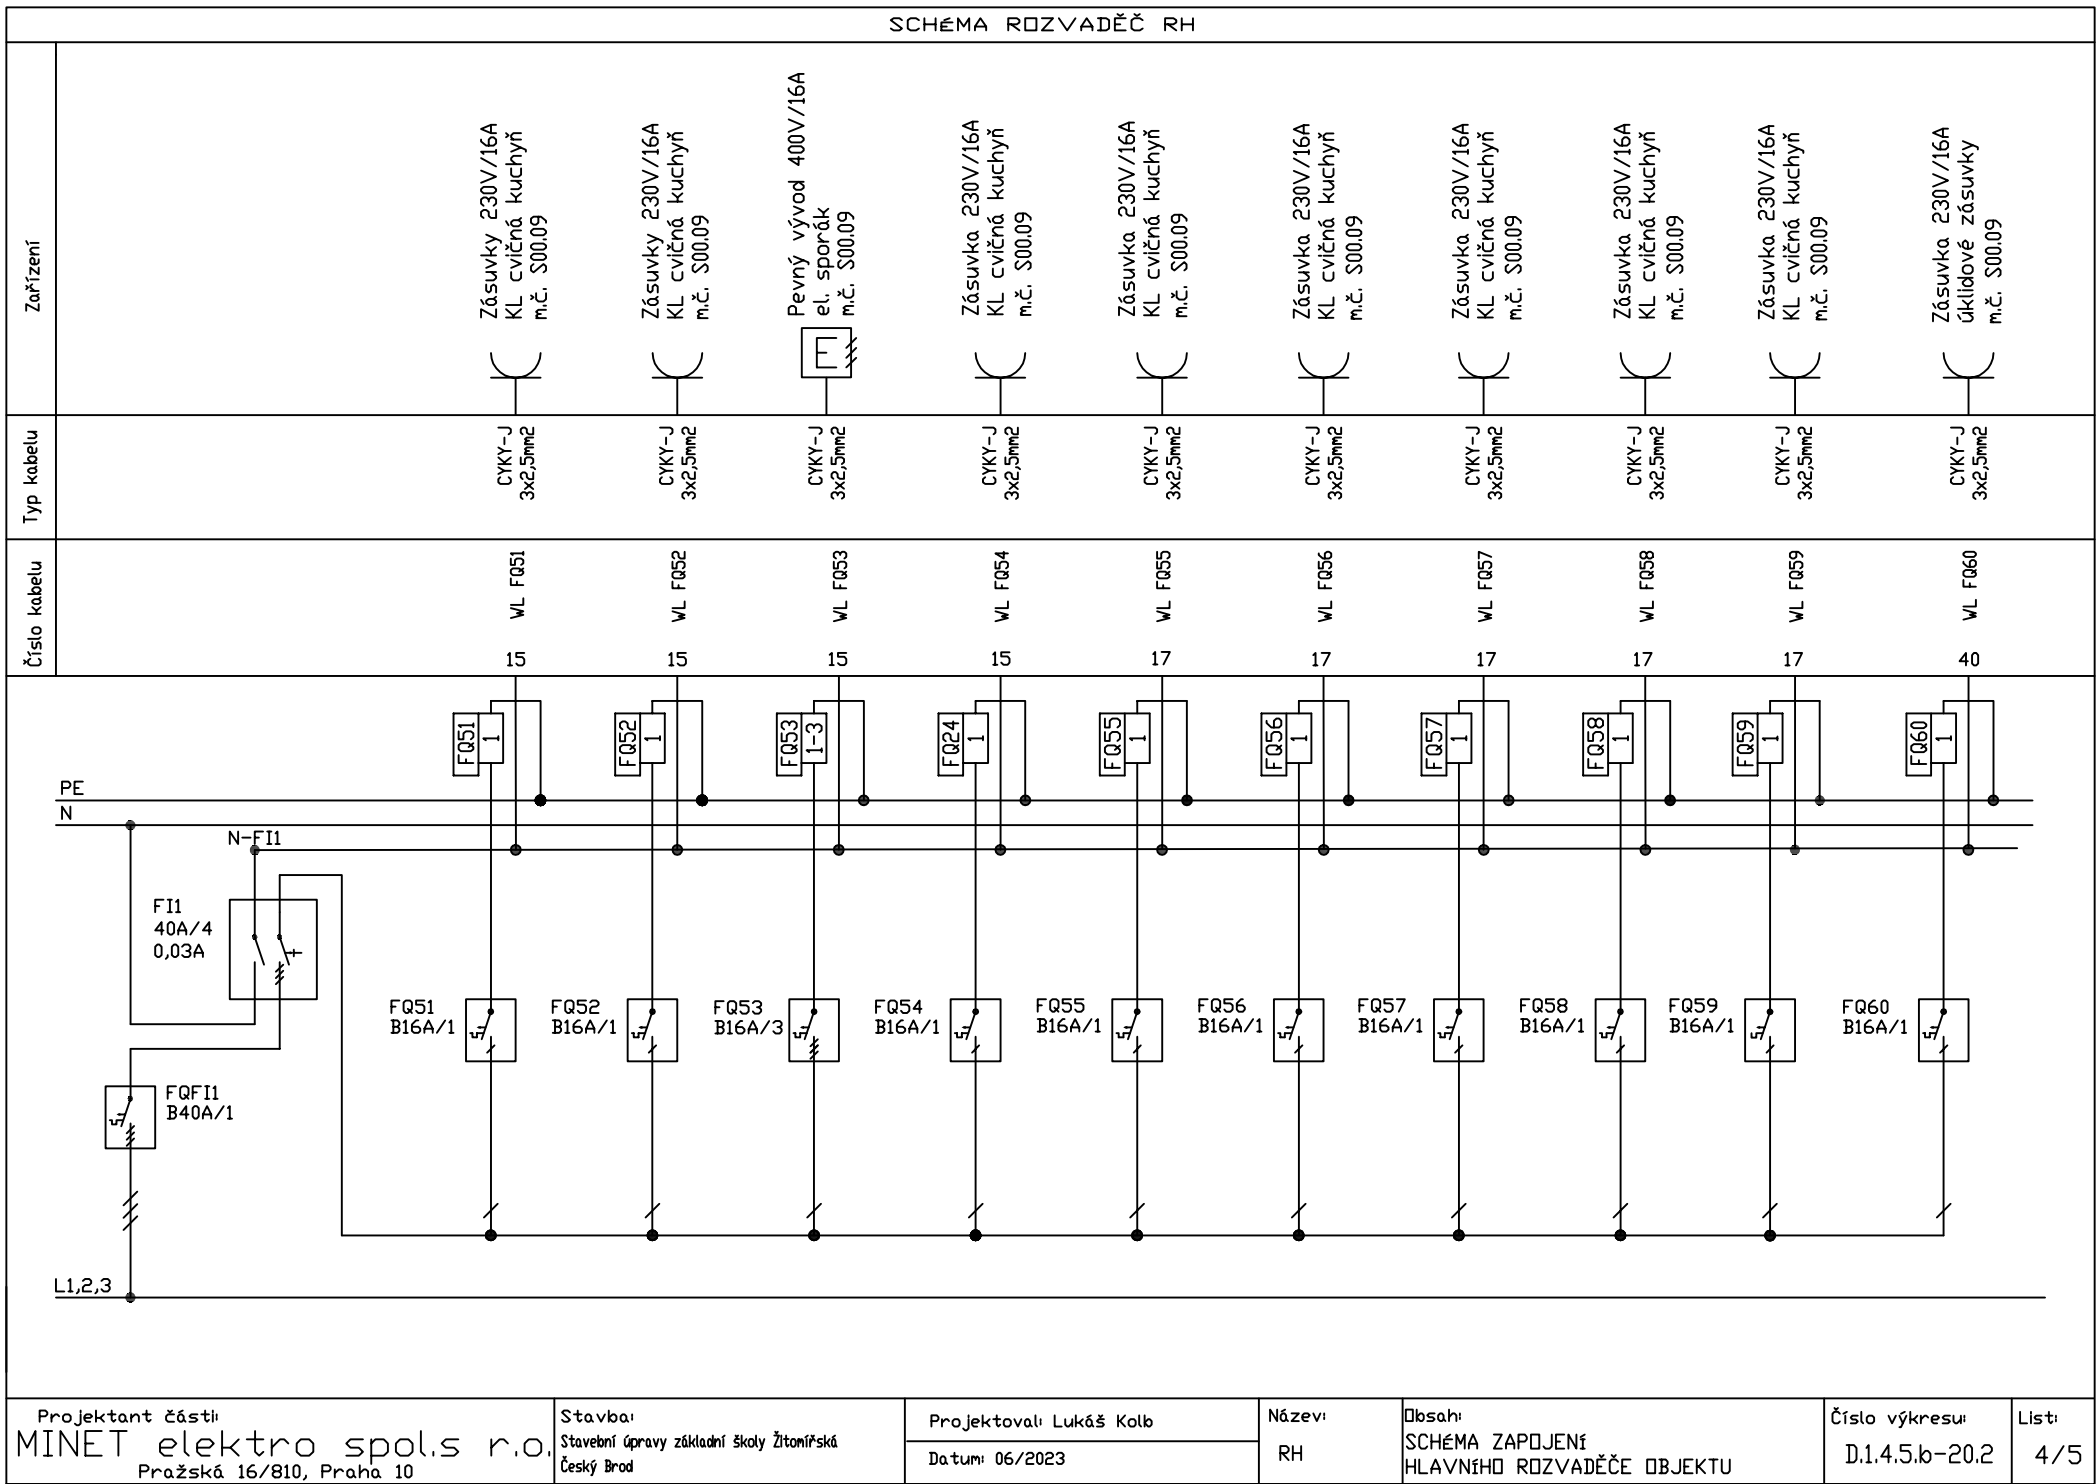 SCHÉMA ROZVADĚČ RH
Zařízení
Zásuvky 230V/16A
KL cvičná kuchyň
m.č. S00.09
Zásuvky 230V/16A
KL cvičná kuchyň
m.č. S00.09
Pevný vývod 400V/16A
el. sporák
m.č. S00.09
E
Zásuvka 230V/16A
KL cvičná kuchyň
m.č. S00.09
Zásuvka 230V/16A
KL cvičná kuchyň
m.č. S00.09
Zásuvka 230V/16A
KL cvičná kuchyň
m.č. S00.09
Zásuvka 230V/16A
KL cvičná kuchyň
m.č. S00.09
Zásuvka 230V/16A
KL cvičná kuchyň
m.č. S00.09
Zásuvka 230V/16A
KL cvičná kuchyň
m.č. S00.09
Zásuvka 230V/16A
úklidové zásuvky
m.č. S00.09
Typ kabelu
CYKY-J
3x2,5mm2
CYKY-J
3x2,5mm2
CYKY-J
3x2,5mm2
CYKY-J
3x2,5mm2
CYKY-J
3x2,5mm2
CYKY-J
3x2,5mm2
CYKY-J
3x2,5mm2
CYKY-J
3x2,5mm2
CYKY-J
3x2,5mm2
CYKY-J
3x2,5mm2
Číslo kabelu
WL FQ51
WL FQ52
WL FQ53
WL FQ54
WL FQ55
WL FQ56
WL FQ57
WL FQ58
WL FQ59
WL FQ60
15
15
15
15
17
17
17
17
17
40
FQ51
1
FQ52
1
FQ53
1-3
FQ24
1
FQ55
1
FQ56
1
FQ57
1
FQ58
1
FQ59
1
FQ60
1
PE
N
N-FI1
FI1
40A/4
0,03A
FQ51
B16A/1
FQ52
B16A/1
FQ53
B16A/3
FQ54
B16A/1
FQ55
B16A/1
FQ56
B16A/1
FQ57
B16A/1
FQ58
B16A/1
FQ59
B16A/1
FQ60
B16A/1
FQFI1
B40A/1
L1,2,3
Projektant části:
MINET elektro spol.s r.o.
Pražská 16/810, Praha 10
Stavba:
Stavební úpravy základní školy Žitomířská
Český Brod
Projektoval: Lukáš Kolb
Datum: 06/2023
Název:
RH
Obsah:
SCHÉMA ZAPOJENÍ
HLAVNÍHO ROZVADĚČE OBJEKTU
Číslo výkresu:
D.1.4.5.b-20.2
List:
4/5